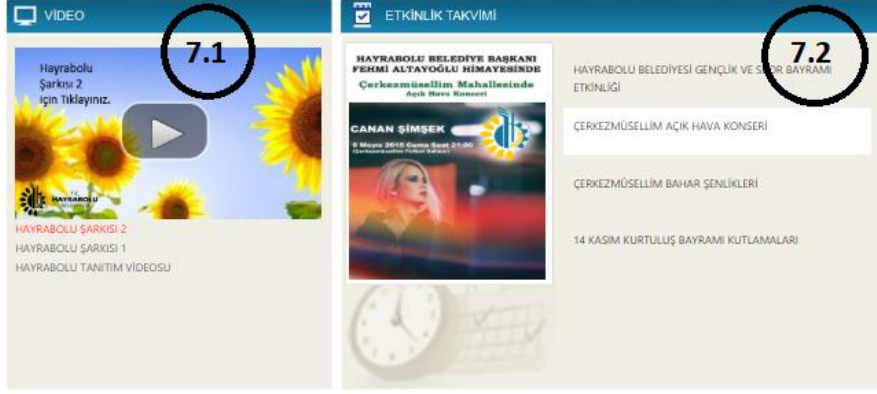 VİDEO
7.1
Hayrabolu
Şarkısı 2
için Tıklayınız.
T.C.
HAYRABOLU
HAYRABOLU ŞARKISI 2
HAYRABOLU ŞARKISI 1
HAYRABOLU TANITIM VİDEOSU
ETKİNLİK TAKVİMİ
7.2
HAYRABOLU BELEDİYE BAŞKANI
FEHMİ ALTAYOĞLU HİMAYESİNDE
Çerkezmüsellim Mahallesinde
Açık Hava Konseri
CANAN ŞİMŞEK
HAYRABOLU BELEDİYESİ GENÇLİK VE SPOR BAYRAMI
ETKİNLİĞİ
ÇERKEZMÜSELLİM AÇIK HAVA KONSERİ
ÇERKEZMÜSELLİM BAHAR ŞENLİKLERİ
14 KASIM KURTULUŞ BAYRAMI KUTLAMALARI